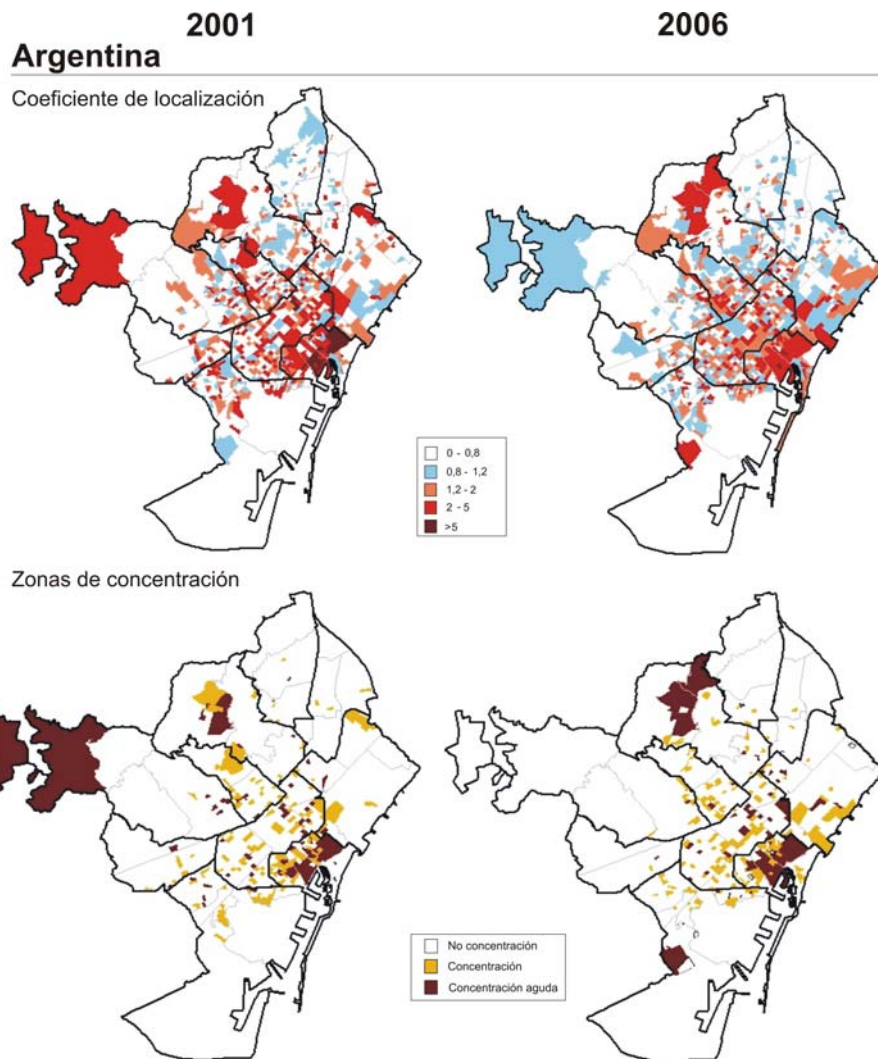 2001
2006
Argentina
Coeficiente de localización
0 - 0,8
0,8 - 1,2
1,2 - 2
2 - 5
>5
Zonas de concentración
No concentración
Concentración
Concentración aguda